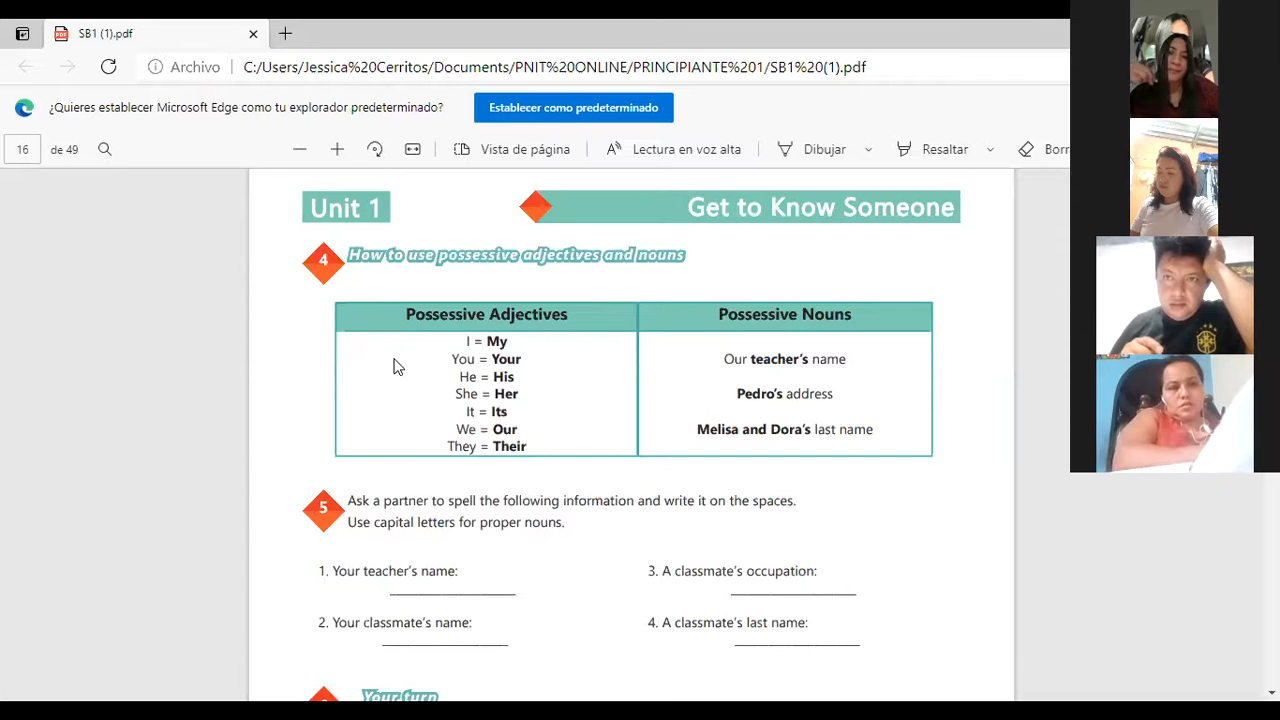 SB1 (1).pdf
Archivo C:/Users/Jessica%20Cerritos/Documents/PNIT%20ONLINE/PRINCIPIANTE%201/SB1%20(1).pdf
¿Quieres establecer Microsoft Edge como tu explorador predeterminado? Establecer como predeterminado
16 de 49 Vista de página Lectura en voz alta Dibujar Resaltar Borr
Unit 1 Get to Know Someone
4 How to use possessive adjectives and nouns
Possessive Adjectives Possessive Nouns
I = My
You = Your Our teacher's name
He = His
She = Her Pedro's address
It = Its
We = Our Melisa and Dora's last name
They = Their
5 Ask a partner to spell the following information and write it on the spaces.
Use capital letters for proper nouns.
1. Your teacher's name: 3. A classmate's occupation:
2. Your classmate's name: 4. A classmate's last name:
Your turn